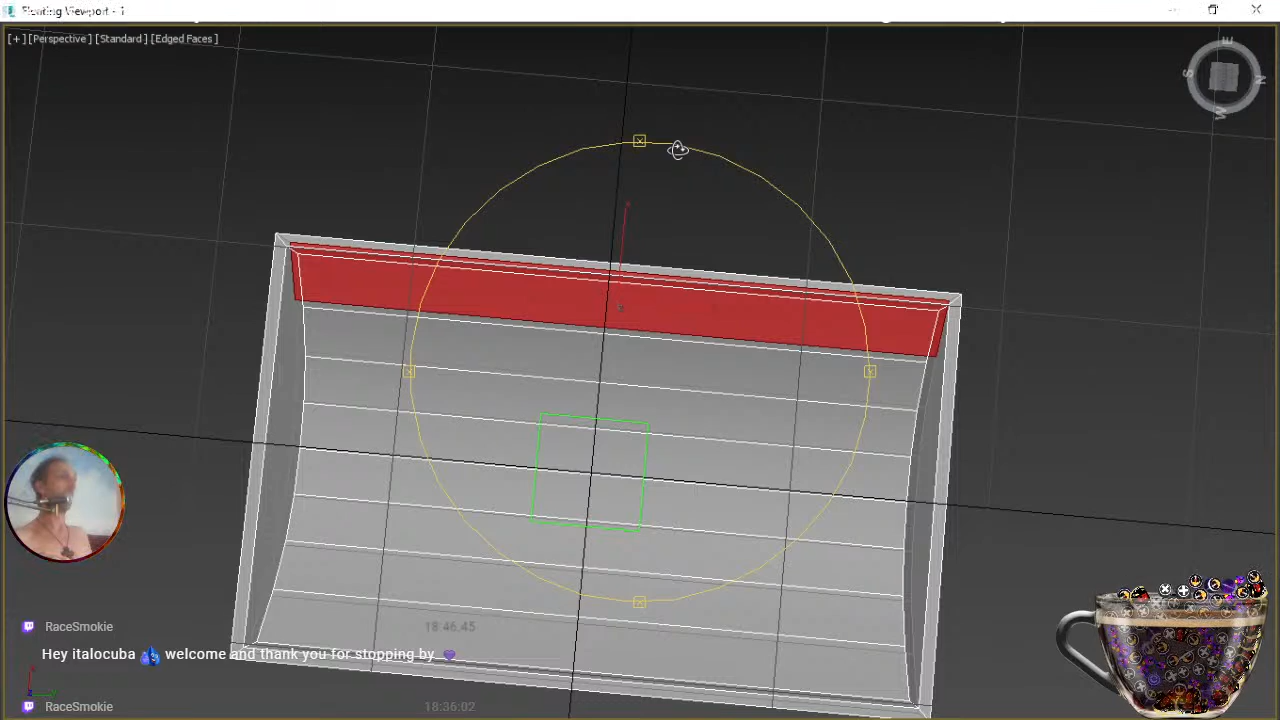 Floating Viewport - 1
[+] [Perspective] [Standard] [Edged Faces]
E
S
N
W
RaceSmokie 18:46.45
Hey italocuba welcome and thank you for stopping by
RaceSmokie 18:36:02